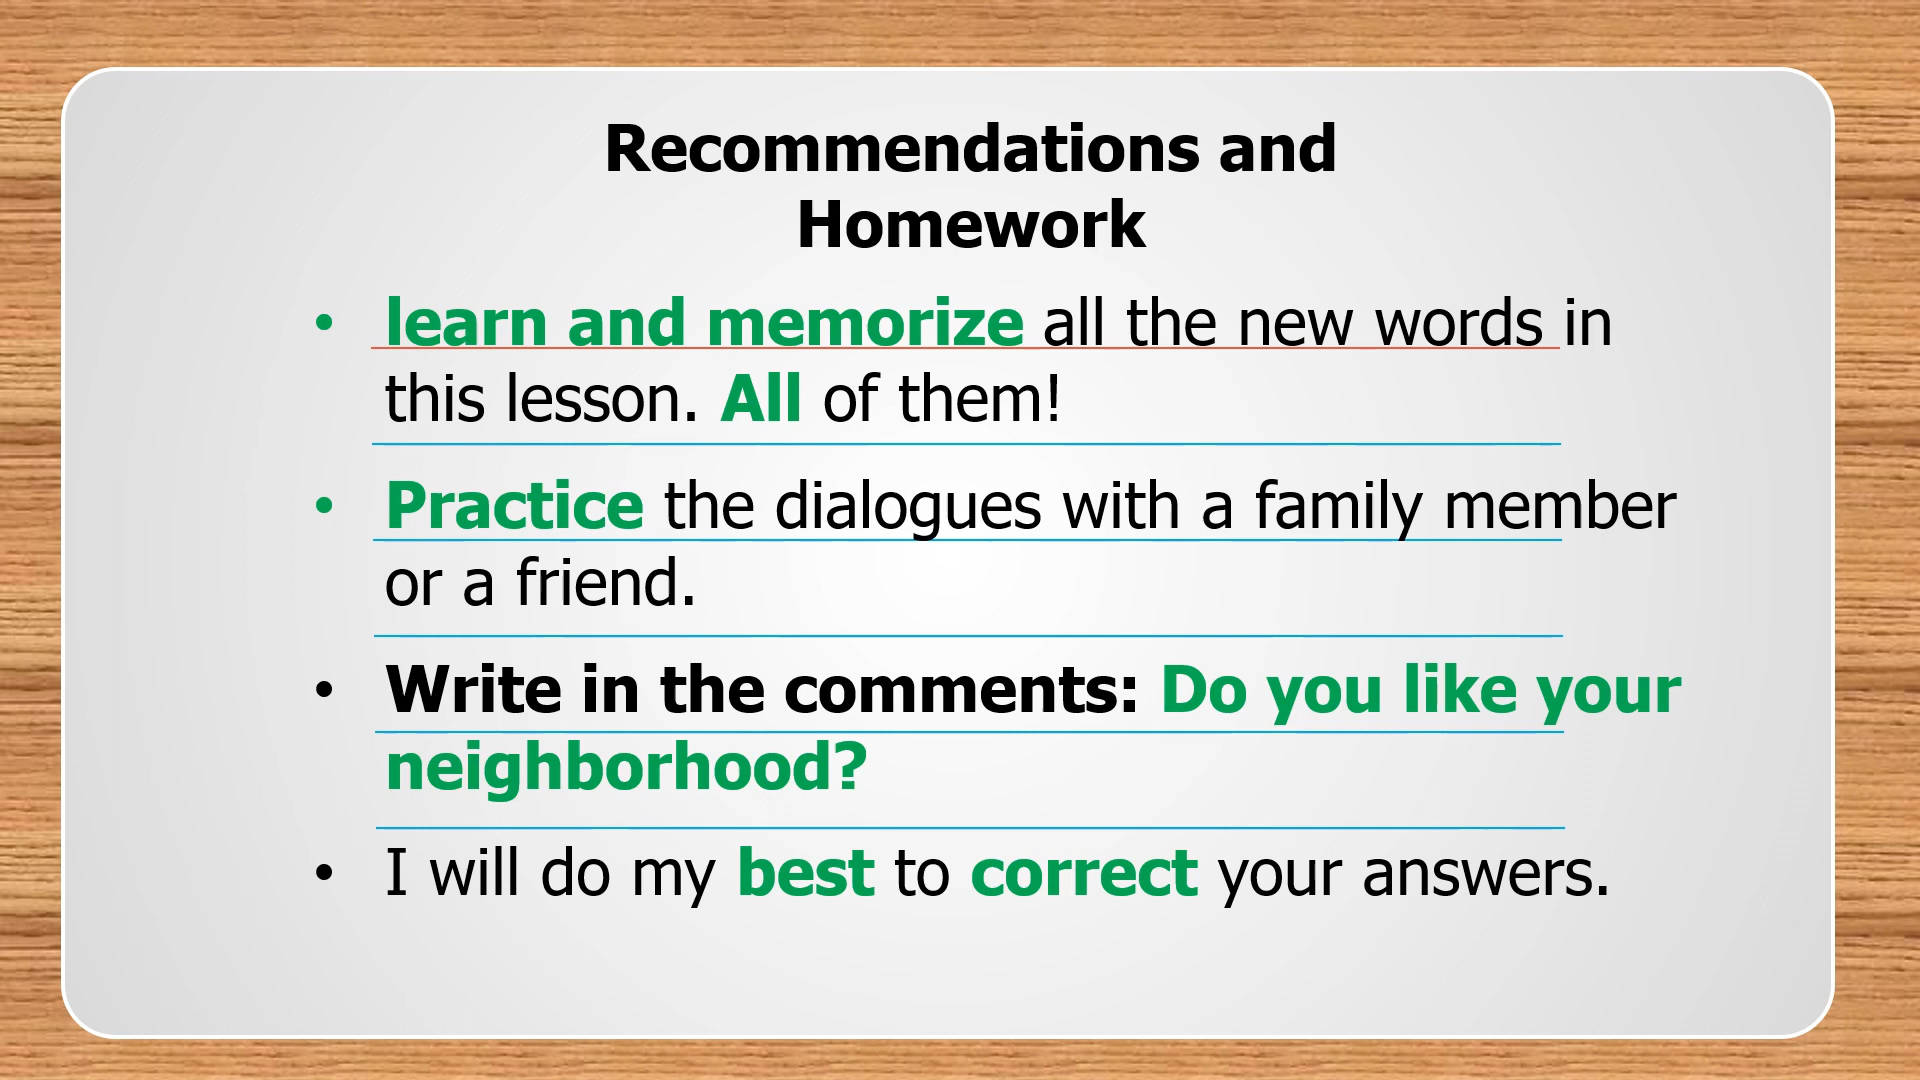 Recommendations and
Homework
• learn and memorize all the new words in
this lesson. All of them!
• Practice the dialogues with a family member
or a friend.
• Write in the comments: Do you like your
neighborhood?
• I will do my best to correct your answers.